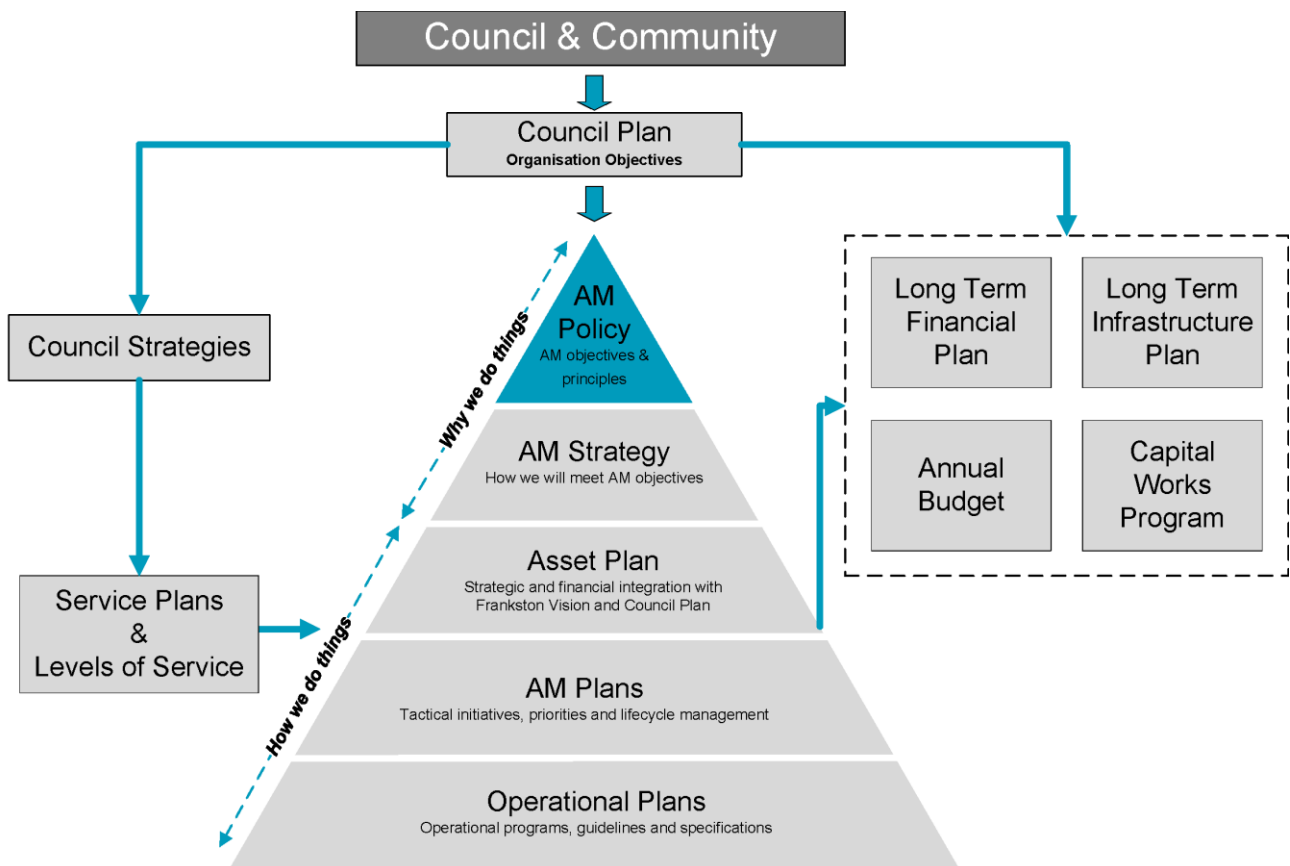 Council & Community
Council Plan
Organisation Objectives
Council Strategies
Service Plans
&
Levels of Service
Why we do things
How we do things
AM
Policy
AM objectives &
principles
AM Strategy
How we will meet AM objectives
Asset Plan
Strategic and financial integration with
Frankston Vision and Council Plan
AM Plans
Tactical initiatives, priorities and lifecycle management
Operational Plans
Operational programs, guidelines and specifications
Long Term
Financial
Plan
Long Term
Infrastructure
Plan
Annual
Budget
Capital
Works
Program